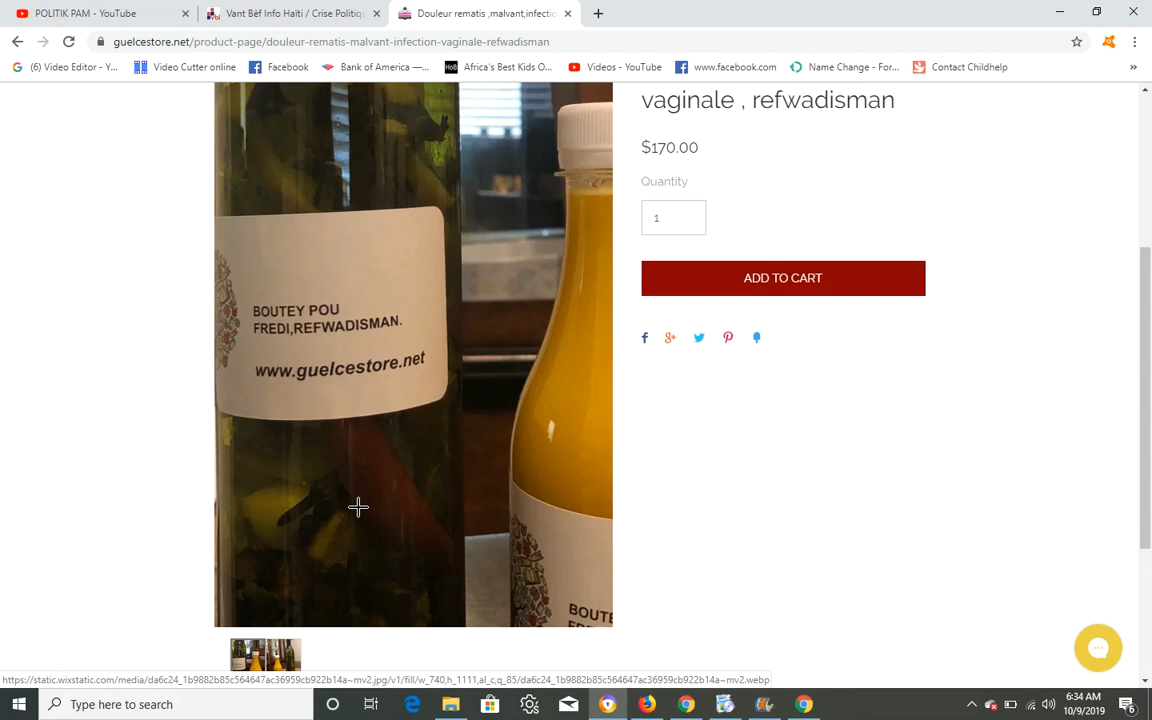 POLITIK PAM - YouTube
Vant Bèf Info Haïti / Crise Politiq
Douleur rematis ,malvant,infectio
guelcestore.net/product-page/douleur-rematis-malvant-infection-vaginale-refwadisman
(6) Video Editor - Y...
Video Cutter online
Facebook
Bank of America —...
HoB
Africa's Best Kids O...
Videos - YouTube
www.facebook.com
Name Change - For...
Contact Childhelp
»
vaginale , refwadisman
$170.00
Quantity
1
ADD TO CART
BOUTEY POU
FREDI,REFWADISMAN.
www.guelcestore.net
BOUTE
https://static.wixstatic.com/media/da6c24_1b9882b85c564647ac36959cb922b14a~mv2.jpg/v1/fill/w_740,h_1111,al_c,q_85/da6c24_1b9882b85c564647ac36959cb922b14a~mv2.webp
Type here to search
6:34 AM
10/9/2019
6